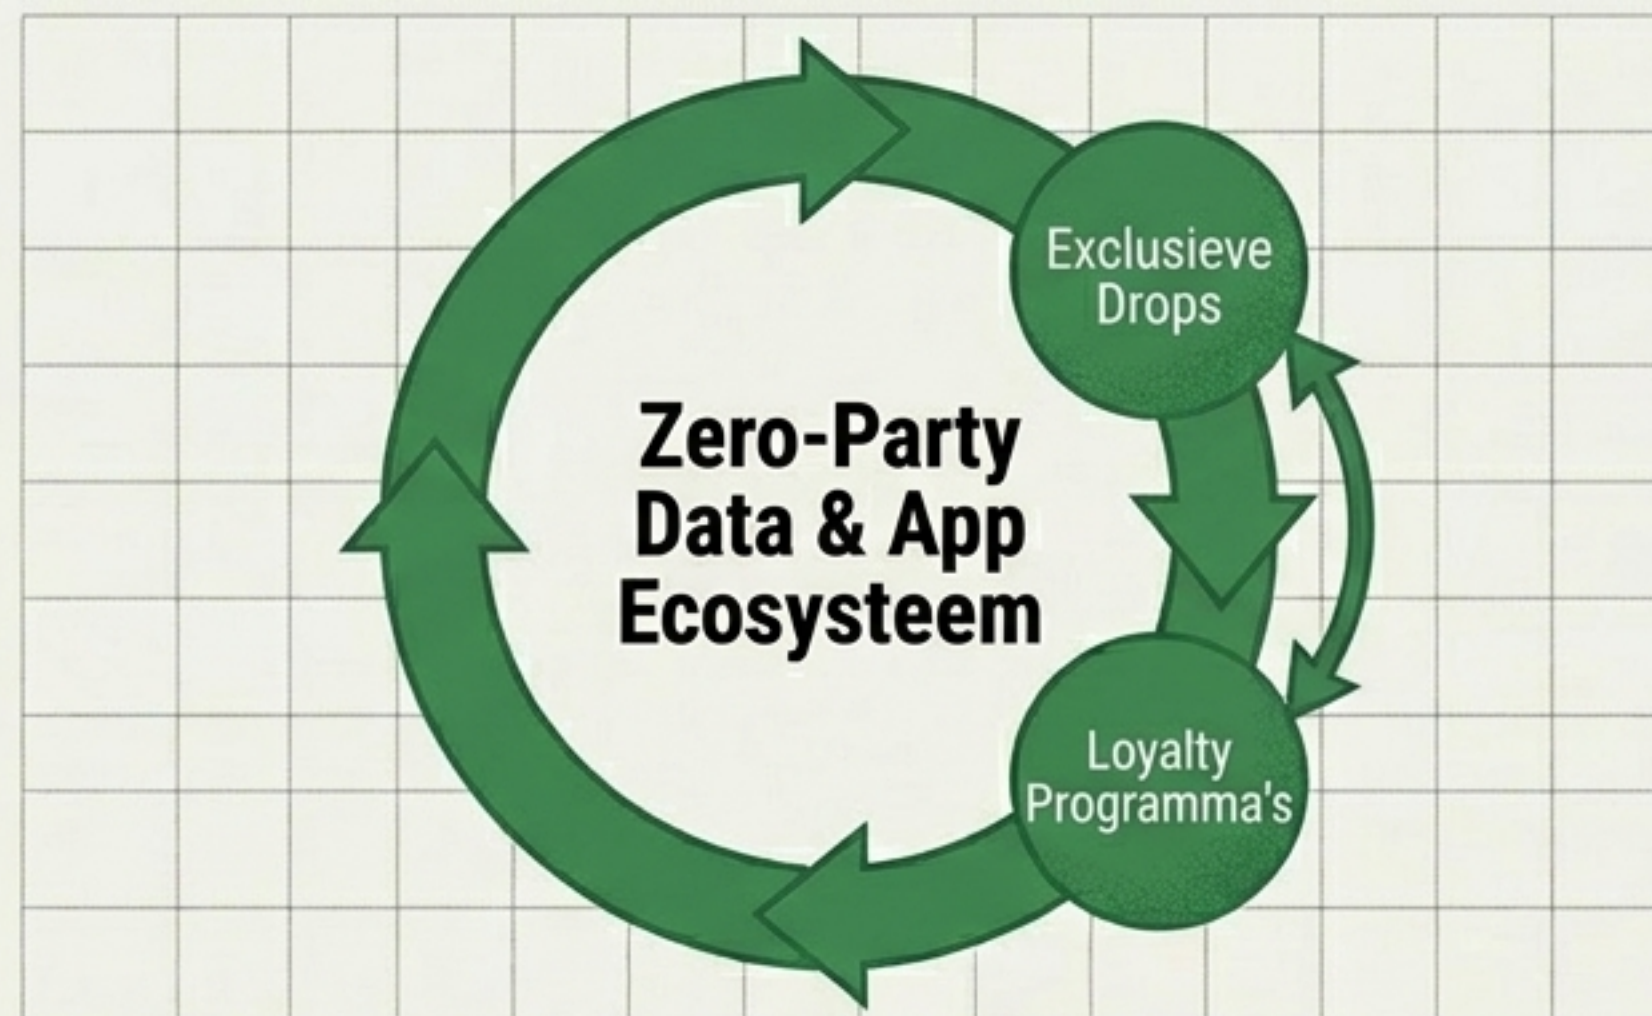 Exclusieve
Drops
Zero-Party
Data & App
Ecosysteem
Loyalty
Programma's